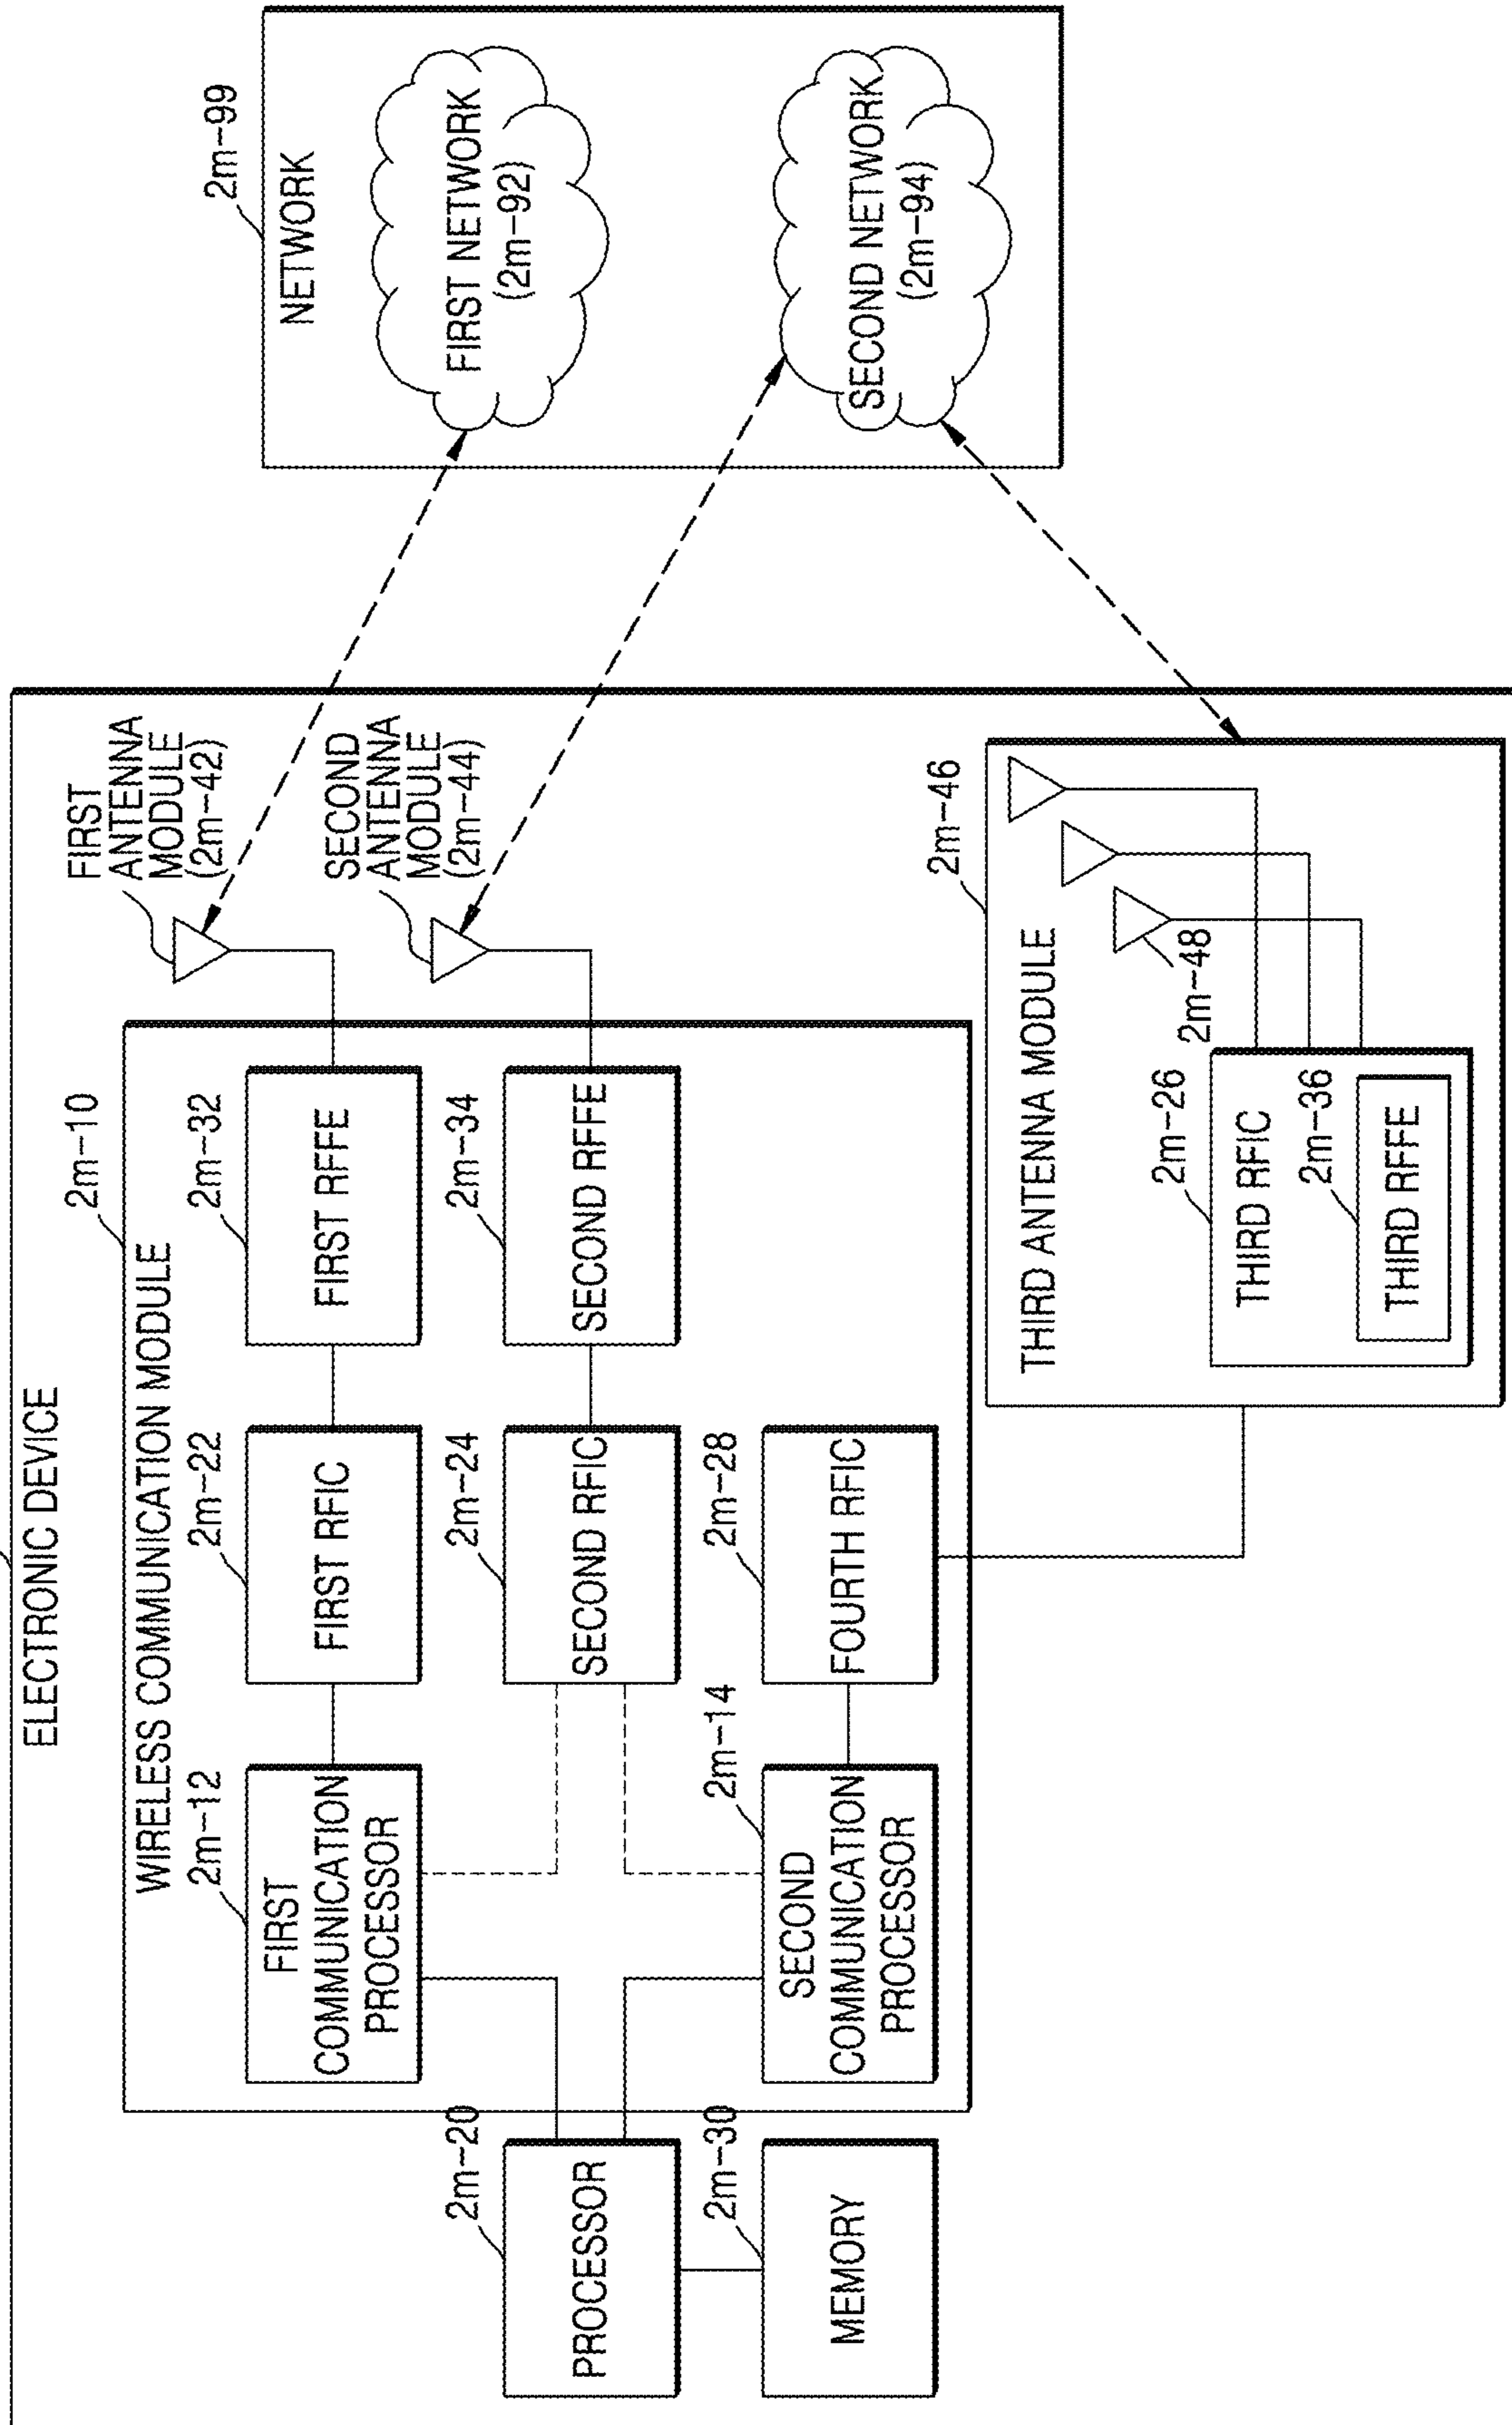 ELECTRONIC DEVICE
2m-10
WIRELESS COMMUNICATION MODULE
2m-12
FIRST
COMMUNICATION
PROCESSOR
2m-22
FIRST RFIC
2m-32
FIRST RFFE
FIRST
ANTENNA
MODULE
(2m-42)
2m-24
SECOND RFIC
2m-34
SECOND RFFE
SECOND
ANTENNA
MODULE
(2m-44)
2m-20
PROCESSOR
2m-30
MEMORY
2m-14
SECOND
COMMUNICATION
PROCESSOR
2m-28
FOURTH RFIC
2m-46
THIRD ANTENNA MODULE
2m-48
2m-26
THIRD RFIC
2m-36
THIRD RFFE
2m-99
NETWORK
FIRST NETWORK
(2m-92)
SECOND NETWORK
(2m-94)